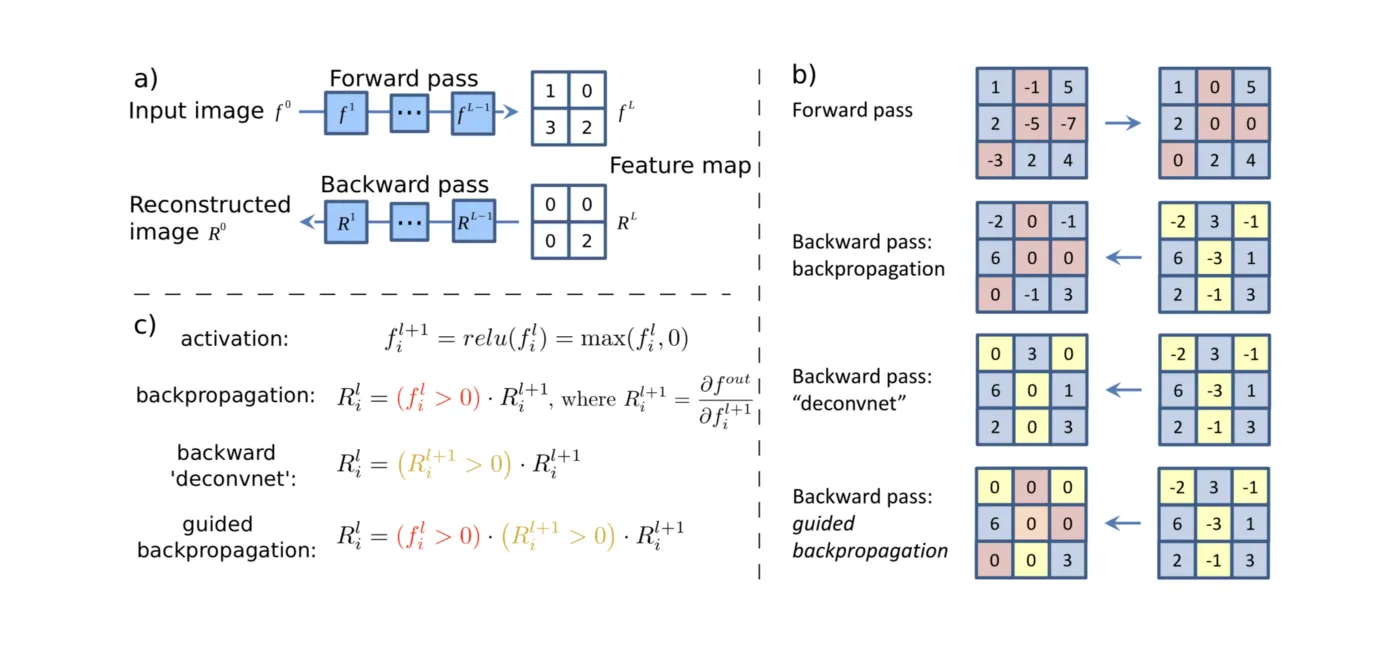 a)
Forward pass
Input image f^0
f^1 ... f^{L-1}
1 0
3 2
f^L
Feature map
Backward pass
Reconstructed
image R^0
R^1 ... R^{L-1}
0 0
0 2
R^L
c)
activation: f_i^{l+1} = relu(f_i^l) = max(f_i^l, 0)
backpropagation: R_i^l = (f_i^l > 0) · R_i^{l+1}, where R_i^{l+1} = ∂f^{out} / ∂f_i^{l+1}
backward
'deconvnet': R_i^l = (R_i^{l+1} > 0) · R_i^{l+1}
guided
backpropagation: R_i^l = (f_i^l > 0) · (R_i^{l+1} > 0) · R_i^{l+1}
b)
Forward pass
1 -1 5
2 -5 -7
-3 2 4
1 0 5
2 0 0
0 2 4
Backward pass:
backpropagation
-2 0 -1
6 0 0
0 -1 3
-2 3 -1
6 -3 1
2 -1 3
Backward pass:
“deconvnet”
0 3 0
6 0 1
2 0 3
-2 3 -1
6 -3 1
2 -1 3
Backward pass:
guided
backpropagation
0 0 0
6 0 0
0 0 3
-2 3 -1
6 -3 1
2 -1 3